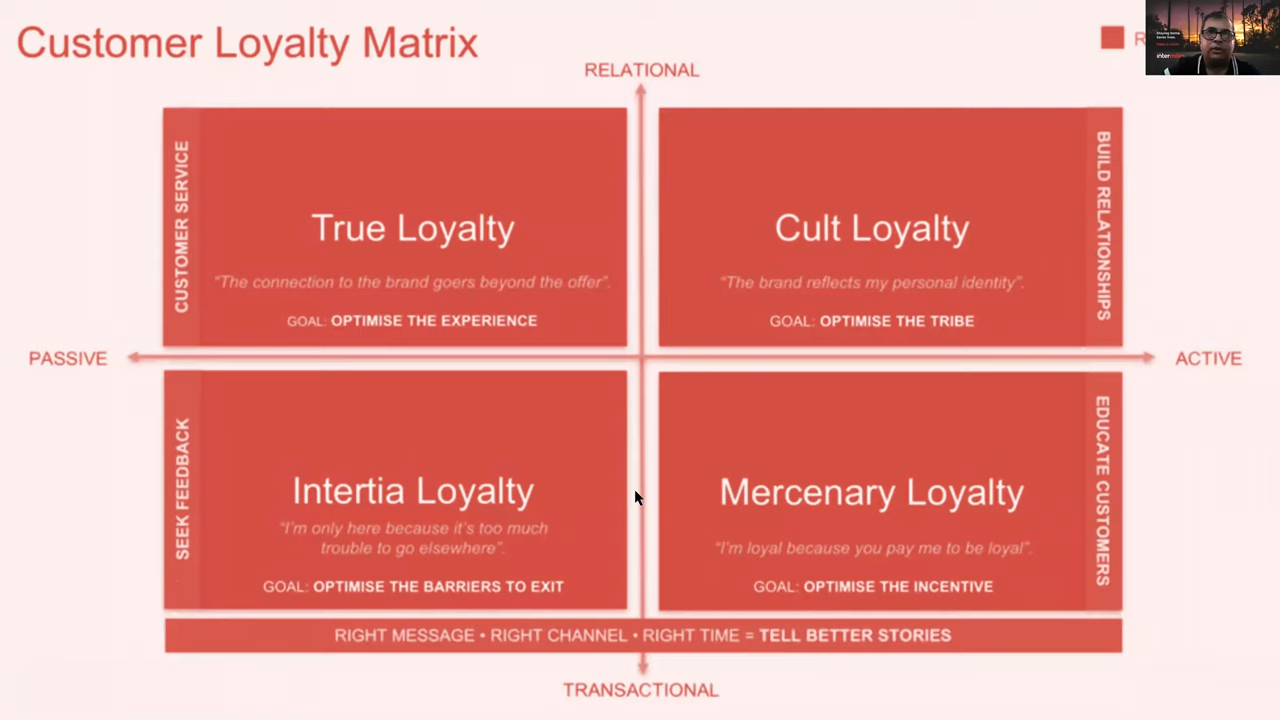 Customer Loyalty Matrix
RELATIONAL
CUSTOMER SERVICE
True Loyalty
"The connection to the brand goers beyond the offer".
GOAL: OPTIMISE THE EXPERIENCE
Cult Loyalty
"The brand reflects my personal identity".
GOAL: OPTIMISE THE TRIBE
BUILD RELATIONSHIPS
PASSIVE
ACTIVE
SEEK FEEDBACK
Intertia Loyalty
"I'm only here because it's too much
trouble to go elsewhere".
GOAL: OPTIMISE THE BARRIERS TO EXIT
Mercenary Loyalty
"I'm loyal because you pay me to be loyal".
GOAL: OPTIMISE THE INCENTIVE
EDUCATE CUSTOMERS
RIGHT MESSAGE • RIGHT CHANNEL • RIGHT TIME = TELL BETTER STORIES
TRANSACTIONAL